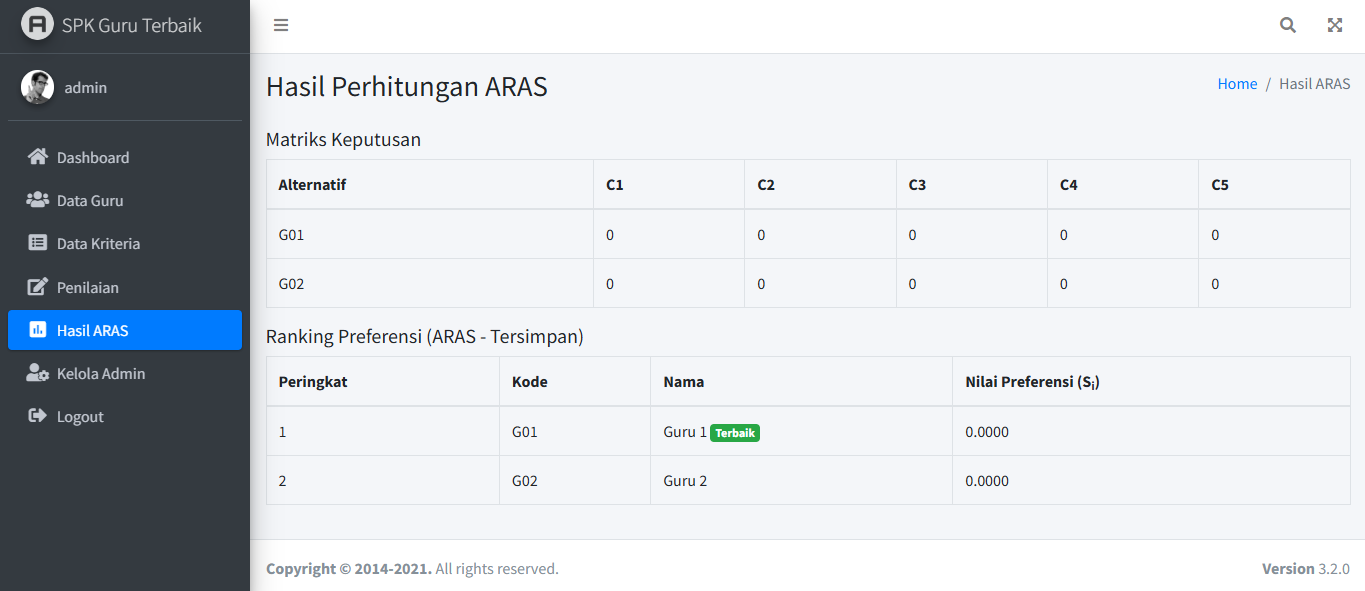 SPK Guru Terbaik
admin
Dashboard
Data Guru
Data Kriteria
Penilaian
Hasil ARAS
Kelola Admin
Logout
Hasil Perhitungan ARAS
Home / Hasil ARAS
Matriks Keputusan
Alternatif C1 C2 C3 C4 C5
G01 0 0 0 0 0
G02 0 0 0 0 0
Ranking Preferensi (ARAS - Tersimpan)
Peringkat Kode Nama Nilai Preferensi (Si)
1 G01 Guru 1 Terbaik 0.0000
2 G02 Guru 2 0.0000
Copyright © 2014-2021. All rights reserved. Version 3.2.0